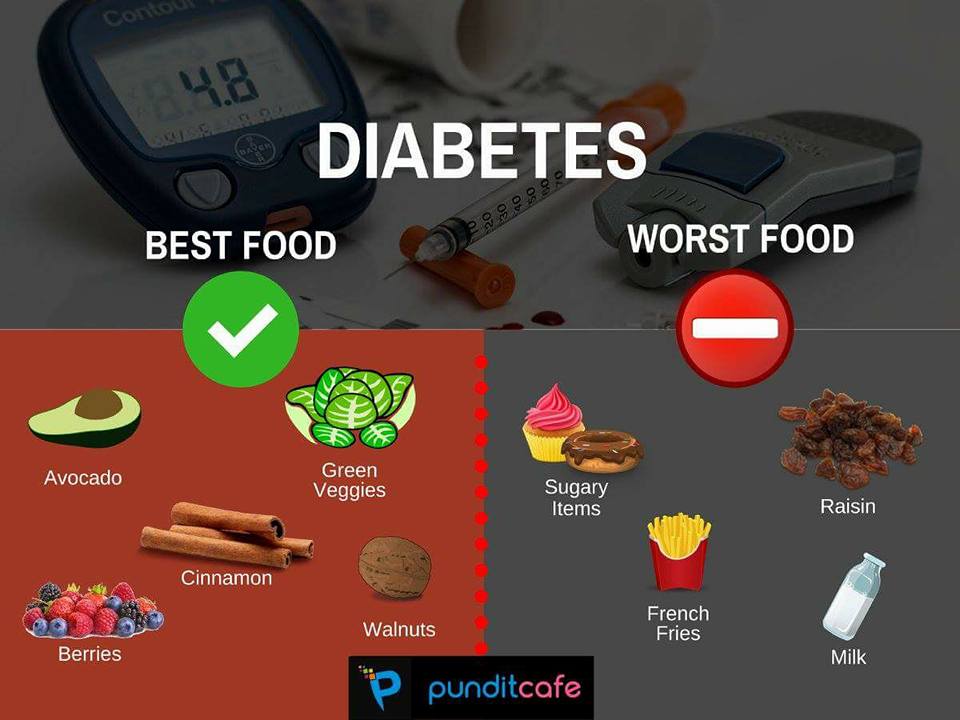 Contour
4.8
BAYER
DIABETES
BEST FOOD
WORST FOOD
Avocado
Green
Veggies
Cinnamon
Berries
Walnuts
Sugary
Items
Raisin
French
Fries
Milk
punditcafe